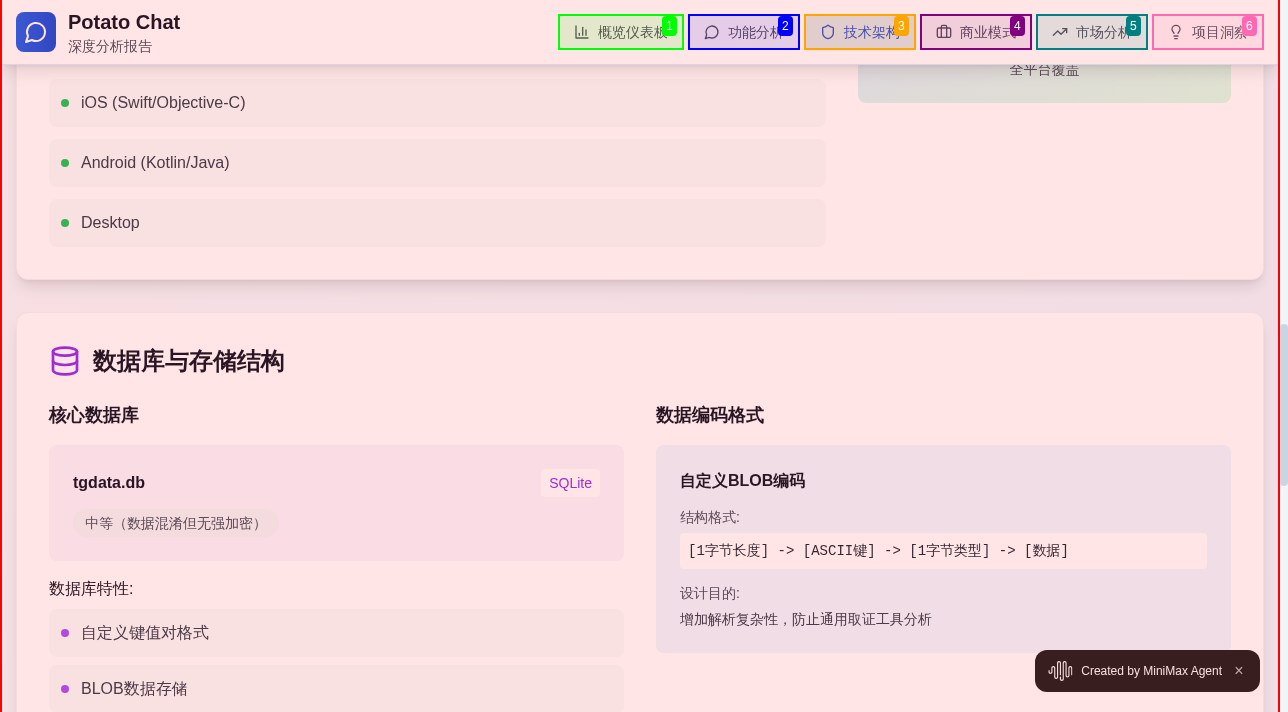 Potato Chat
深度分析报告
概览仪表板
1
功能分析
2
技术架构
3
商业模式
4
市场分析
5
项目洞察
6
全平台覆盖
iOS (Swift/Objective-C)
Android (Kotlin/Java)
Desktop
数据库与存储结构
核心数据库
tgdata.db
SQLite
中等（数据混淆但无强加密）
数据库特性:
自定义键值对格式
BLOB数据存储
数据编码格式
自定义BLOB编码
结构格式:
[1字节长度] -> [ASCII键] -> [1字节类型] -> [数据]
设计目的:
增加解析复杂性，防止通用取证工具分析
Created by MiniMax Agent
×